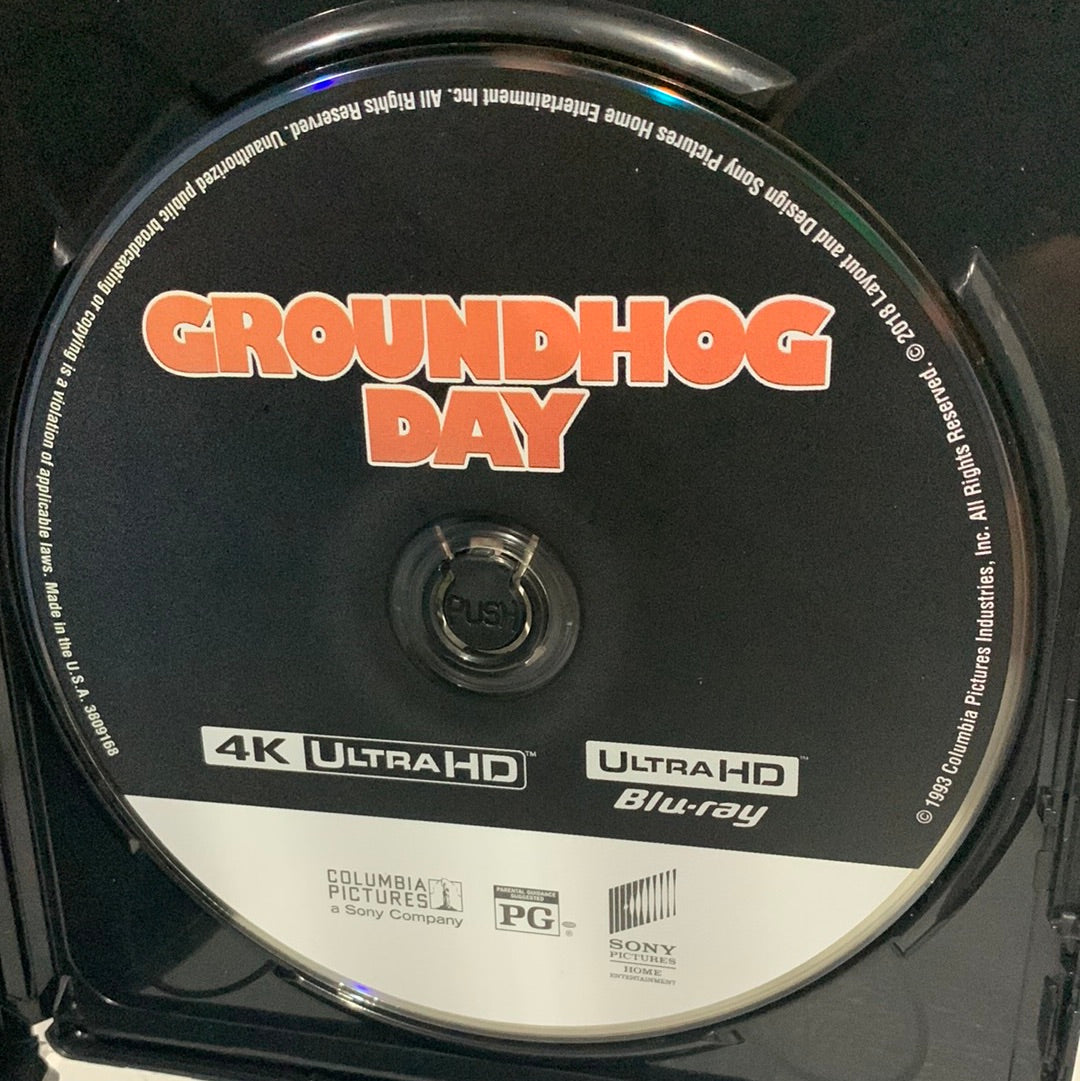 GROUNDHOG
DAY
PUSH
4K ULTRA HD™
ULTRA HD™
Blu-ray
COLUMBIA
PICTURES
a Sony Company
PARENTAL GUIDANCE
SUGGESTED
PG
®
SONY
PICTURES
HOME
ENTERTAINMENT
© 1993 Columbia Pictures Industries, Inc. All Rights Reserved. © 2018 Layout and Design Sony Pictures Home Entertainment Inc. All Rights Reserved. Unauthorized public broadcasting or copying is a violation of applicable laws. Made in the U.S.A. 3809168